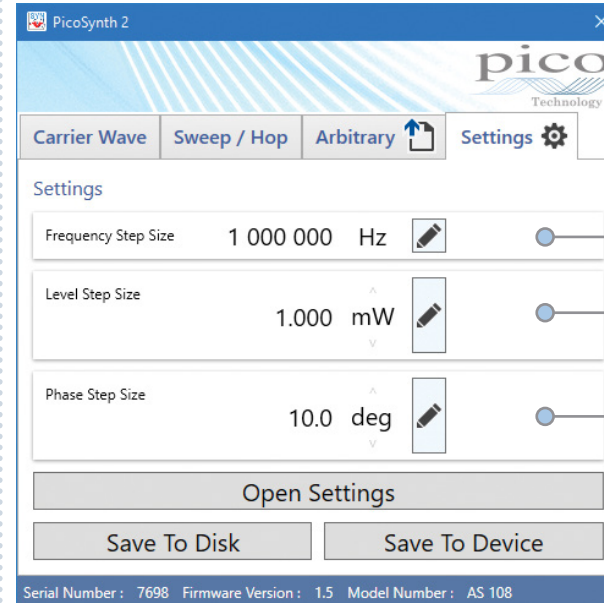 PicoSynth 2
pico
Technology
Carrier Wave Sweep / Hop Arbitrary Settings
Settings
Frequency Step Size 1 000 000 Hz
Level Step Size
1.000 mW
Phase Step Size
10.0 deg
Open Settings
Save To Disk Save To Device
Serial Number : 7698 Firmware Version : 1.5 Model Number : AS 108